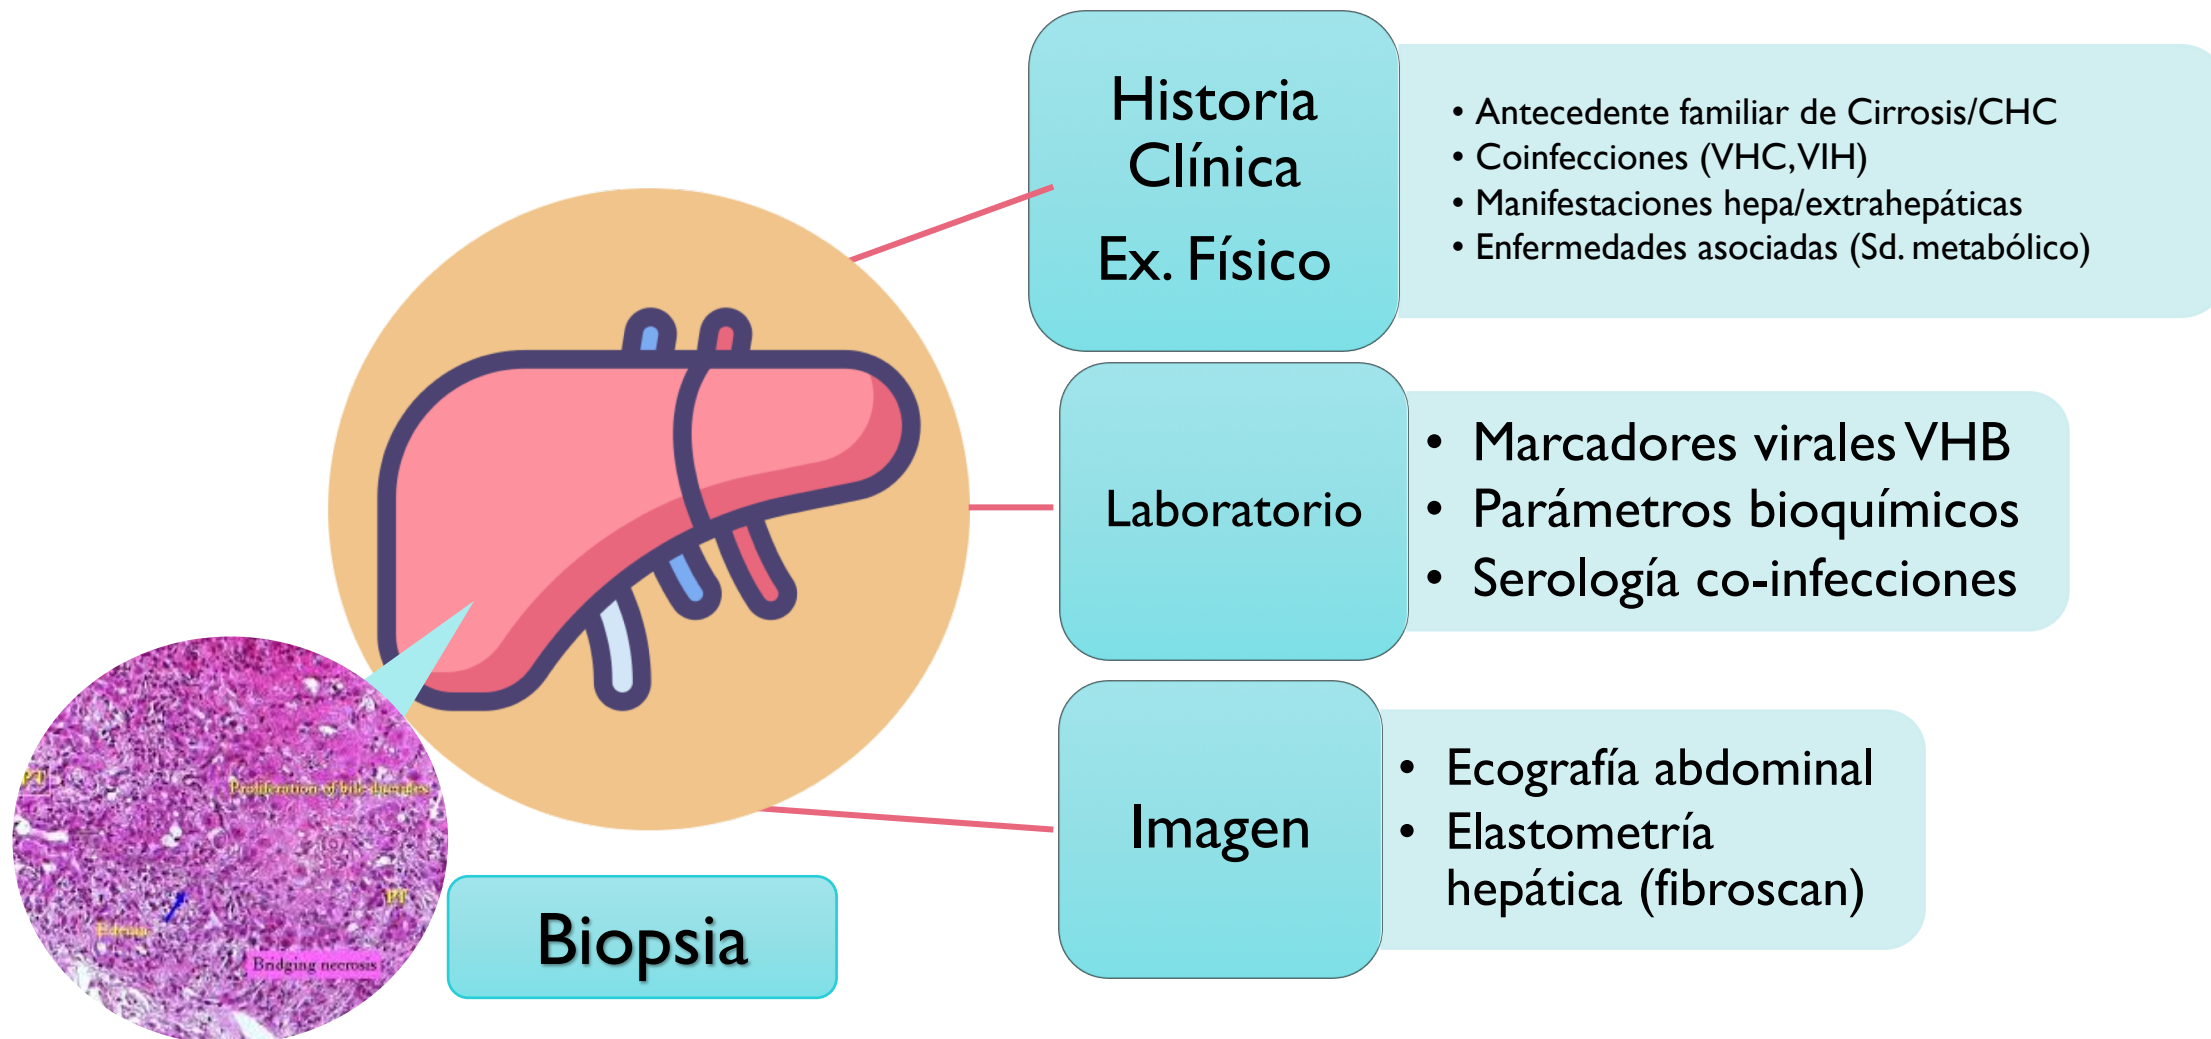 Historia
Clínica
Ex. Físico
• Antecedente familiar de Cirrosis/CHC
• Coinfecciones (VHC, VIH)
• Manifestaciones hepa/extrahepáticas
• Enfermedades asociadas (Sd. metabólico)
Laboratorio
• Marcadores virales VHB
• Parámetros bioquímicos
• Serología co-infecciones
Imagen
• Ecografía abdominal
• Elastometría
hepática (fibroscan)
Biopsia
PT
Proliferation of bile ductules
PT
Edema
Bridging necrosis